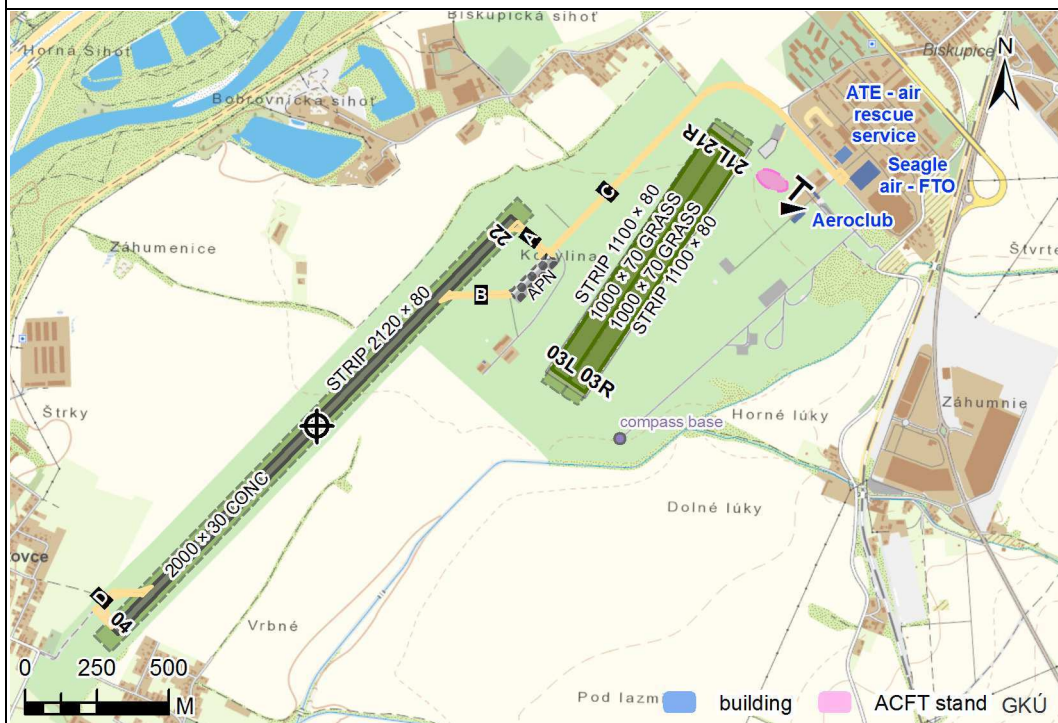 Biskupická sihoť
Horná Sihoť
Biskupice
N
ATE - air
rescue
service
Bobrovnícka sihoť
21L 21R
Seagle
air - FTO
C
STRIP 1100 × 80
1000 × 70 GRASS
1000 × 70 GRASS
STRIP 1100 × 80
Aeroclub
22
A
Záhumenice
APN
B
STRIP 2120 × 80
03L 03R
Štrky
Horné lúky
Záhumnie
compass base
Dolné lúky
2000 × 30 CONC
ovce
D
04
Vrbné
0 250 500
M
building
ACFT stand
GKÚ